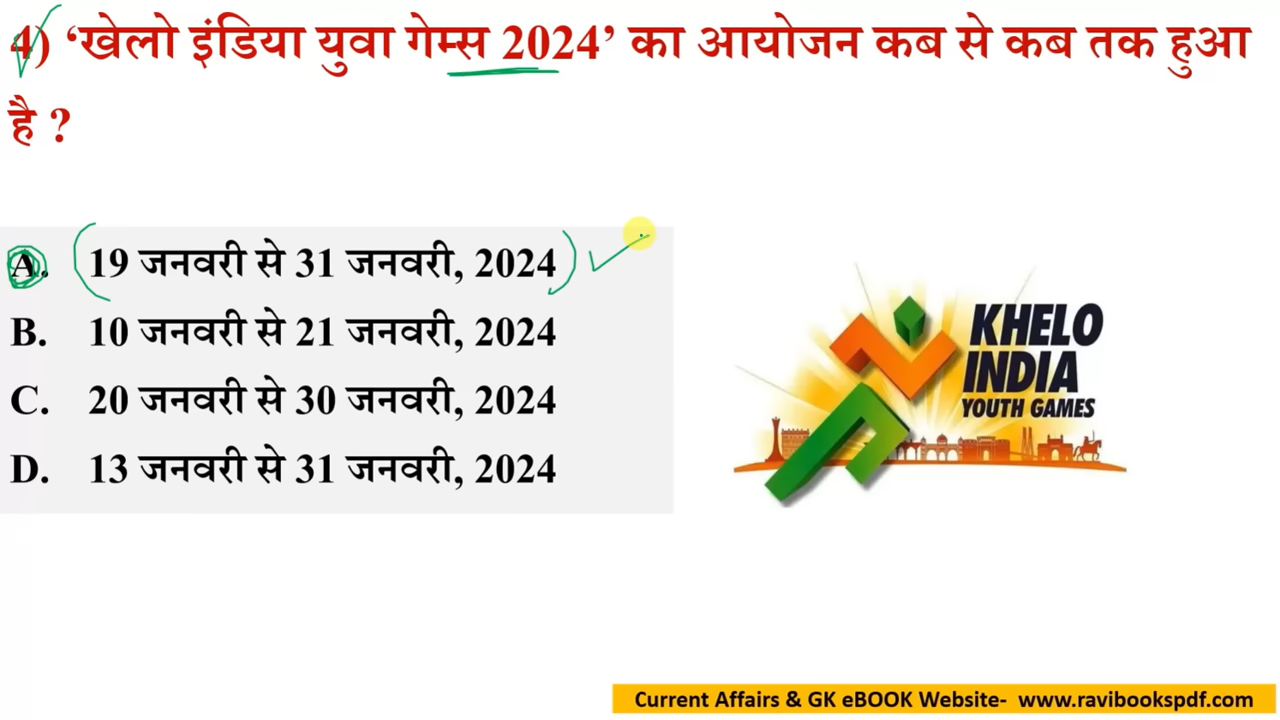 4) ‘खेलो इंडिया युवा गेम्स 2024’ का आयोजन कब से कब तक हुआ
है ?
A. 19 जनवरी से 31 जनवरी, 2024
B. 10 जनवरी से 21 जनवरी, 2024
C. 20 जनवरी से 30 जनवरी, 2024
D. 13 जनवरी से 31 जनवरी, 2024
KHELO
INDIA
YOUTH GAMES
Current Affairs & GK eBOOK Website- www.ravibookspdf.com